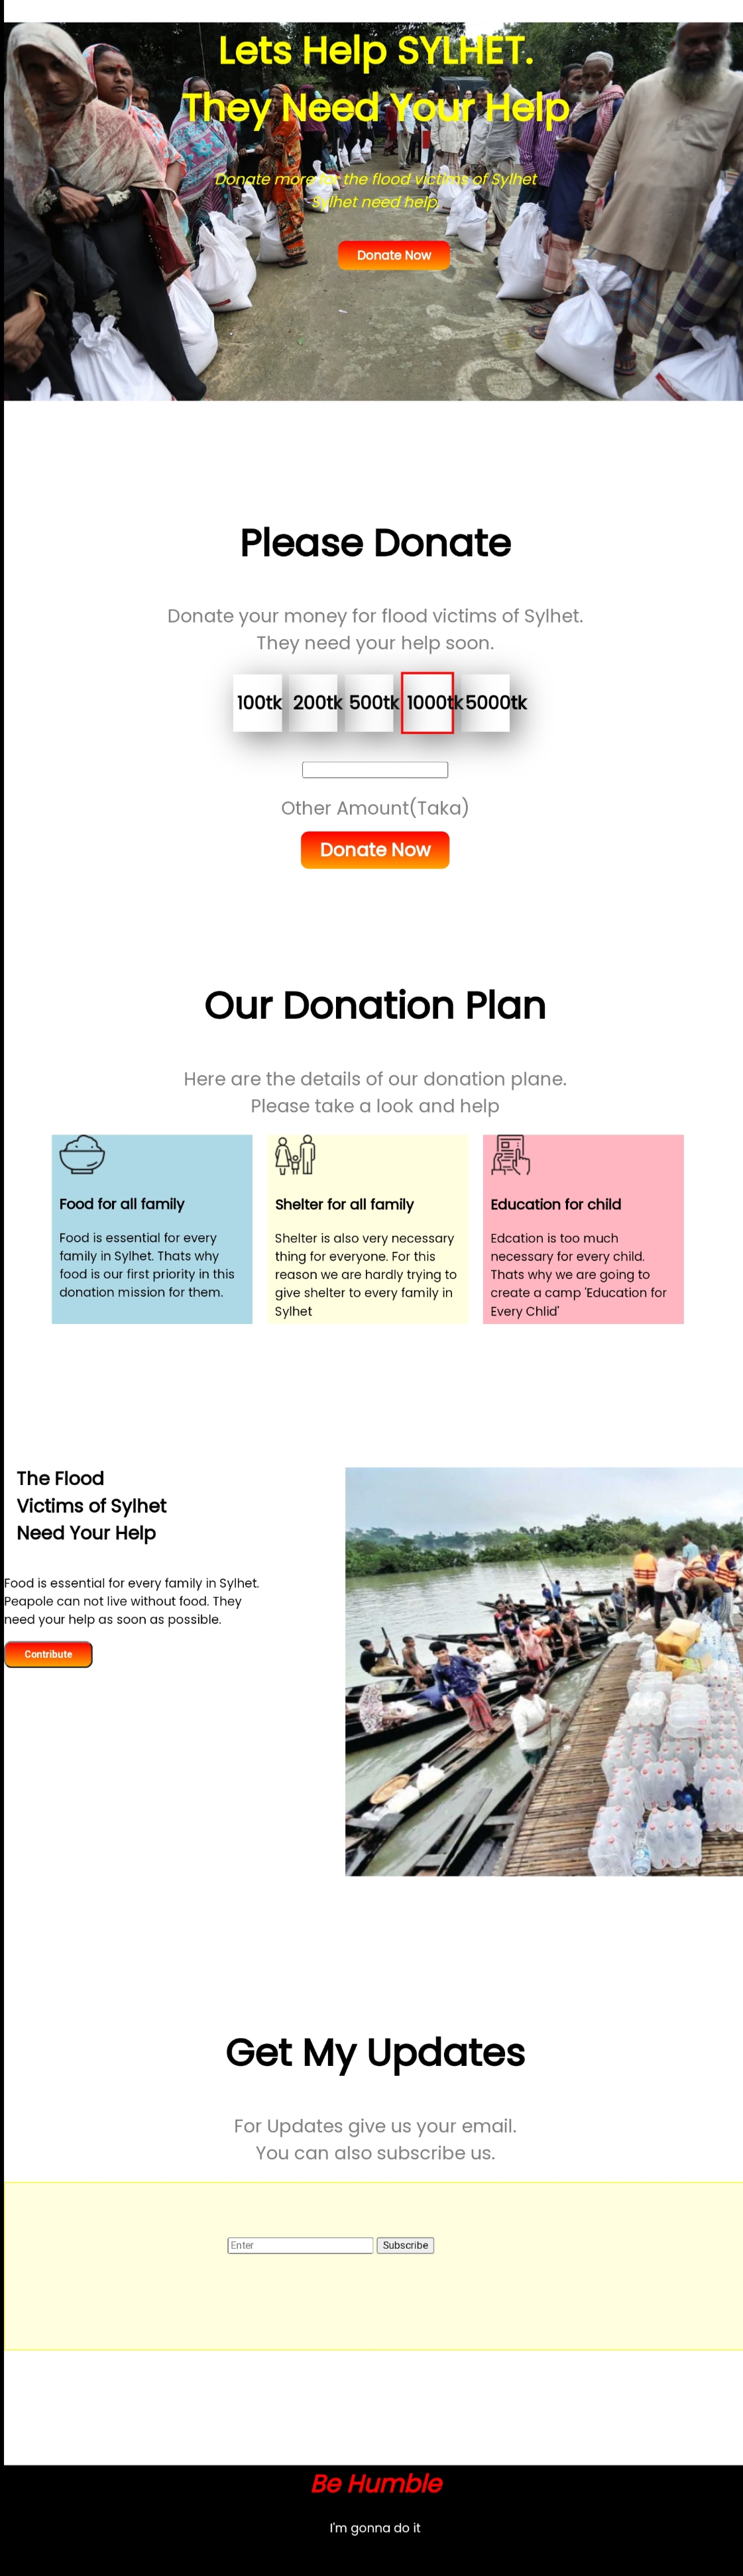 Lets Help SYLHET.
They Need Your Help
Donate more for the flood victims of Sylhet
Sylhet need help
Donate Now
Please Donate
Donate your money for flood victims of Sylhet.
They need your help soon.
100tk 200tk 500tk 1000tk 5000tk
Other Amount(Taka)
Donate Now
Our Donation Plan
Here are the details of our donation plane.
Please take a look and help
Food for all family
Food is essential for every
family in Sylhet. Thats why
food is our first priority in this
donation mission for them.
Shelter for all family
Shelter is also very necessary
thing for everyone. For this
reason we are hardly trying to
give shelter to every family in
Sylhet
Education for child
Edcation is too much
necessary for every child.
Thats why we are going to
create a camp 'Education for
Every Chlid'
The Flood
Victims of Sylhet
Need Your Help
Food is essential for every family in Sylhet.
Peapole can not live without food. They
need your help as soon as possible.
Contribute
Get My Updates
For Updates give us your email.
You can also subscribe us.
Enter Subscribe
Be Humble
I'm gonna do it